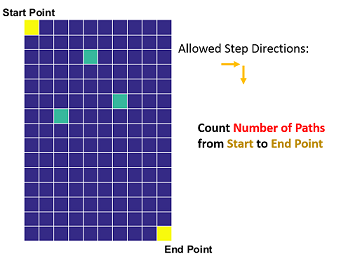 Start Point
Allowed Step Directions:
Count Number of Paths
from Start to End Point
End Point